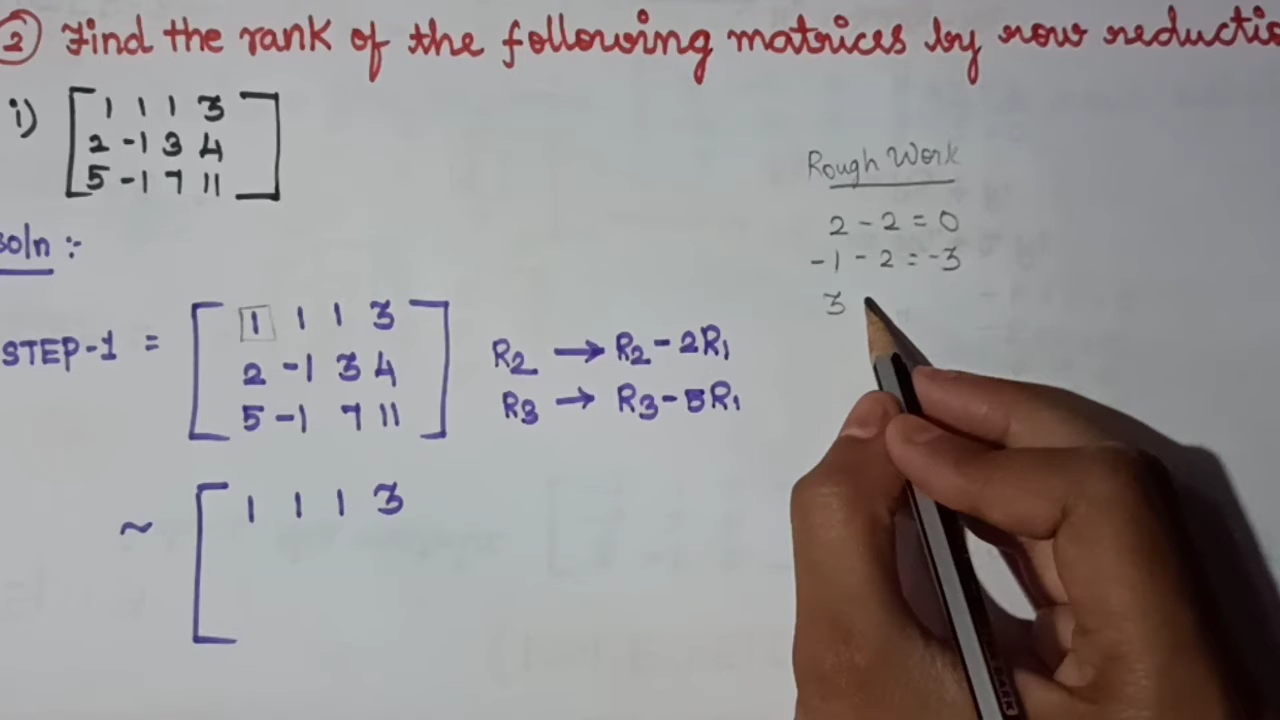 2) Find the rank of the following matrices by row reductio
i) [1 1 1 3
2 -1 3 4
5 -1 7 11]
Soln :-
STEP-1 = [1 1 1 3
2 -1 3 4
5 -1 7 11]
R2 → R2 - 2R1
R3 → R3 - 5R1
~ [1 1 1 3
Rough Work
2 - 2 = 0
-1 - 2 = -3
3